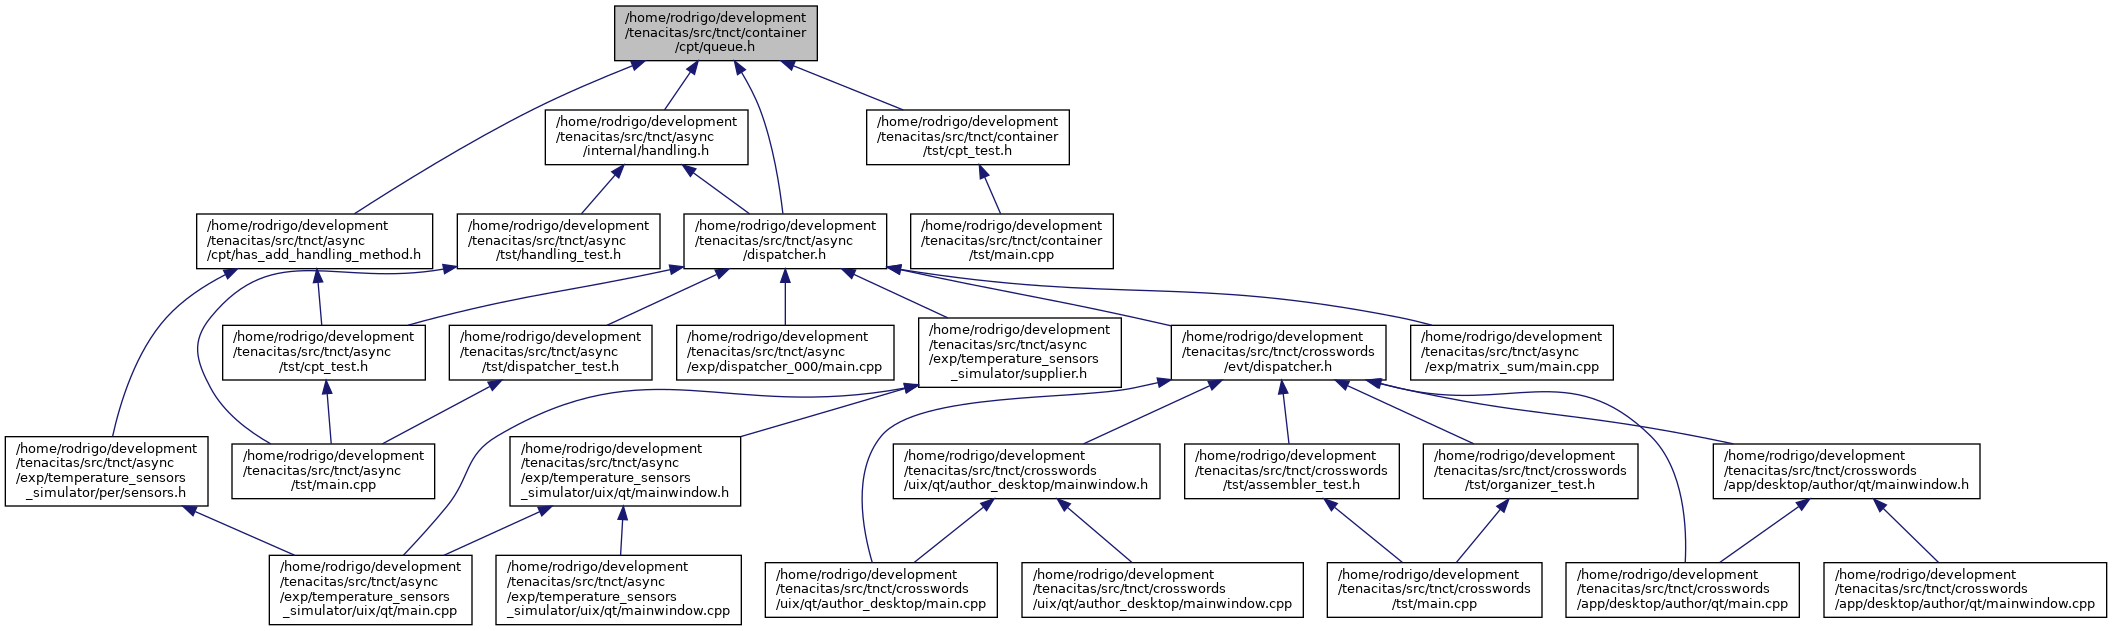 /home/rodrigo/development
/tenacitas/src/tnct/container
/cpt/queue.h
/home/rodrigo/development
/tenacitas/src/tnct/async
/internal/handling.h
/home/rodrigo/development
/tenacitas/src/tnct/container
/tst/cpt_test.h
/home/rodrigo/development
/tenacitas/src/tnct/async
/cpt/has_add_handling_method.h
/home/rodrigo/development
/tenacitas/src/tnct/async
/tst/handling_test.h
/home/rodrigo/development
/tenacitas/src/tnct/async
/dispatcher.h
/home/rodrigo/development
/tenacitas/src/tnct/container
/tst/main.cpp
/home/rodrigo/development
/tenacitas/src/tnct/async
/tst/cpt_test.h
/home/rodrigo/development
/tenacitas/src/tnct/async
/tst/dispatcher_test.h
/home/rodrigo/development
/tenacitas/src/tnct/async
/exp/dispatcher_000/main.cpp
/home/rodrigo/development
/tenacitas/src/tnct/async
/exp/temperature_sensors
_simulator/supplier.h
/home/rodrigo/development
/tenacitas/src/tnct/crosswords
/evt/dispatcher.h
/home/rodrigo/development
/tenacitas/src/tnct/async
/exp/matrix_sum/main.cpp
/home/rodrigo/development
/tenacitas/src/tnct/async
/exp/temperature_sensors
_simulator/per/sensors.h
/home/rodrigo/development
/tenacitas/src/tnct/async
/tst/main.cpp
/home/rodrigo/development
/tenacitas/src/tnct/async
/exp/temperature_sensors
_simulator/uix/qt/mainwindow.h
/home/rodrigo/development
/tenacitas/src/tnct/crosswords
/uix/qt/author_desktop/mainwindow.h
/home/rodrigo/development
/tenacitas/src/tnct/crosswords
/tst/assembler_test.h
/home/rodrigo/development
/tenacitas/src/tnct/crosswords
/tst/organizer_test.h
/home/rodrigo/development
/tenacitas/src/tnct/crosswords
/app/desktop/author/qt/mainwindow.h
/home/rodrigo/development
/tenacitas/src/tnct/async
/exp/temperature_sensors
_simulator/uix/qt/main.cpp
/home/rodrigo/development
/tenacitas/src/tnct/async
/exp/temperature_sensors
_simulator/uix/qt/mainwindow.cpp
/home/rodrigo/development
/tenacitas/src/tnct/crosswords
/uix/qt/author_desktop/main.cpp
/home/rodrigo/development
/tenacitas/src/tnct/crosswords
/uix/qt/author_desktop/mainwindow.cpp
/home/rodrigo/development
/tenacitas/src/tnct/crosswords
/tst/main.cpp
/home/rodrigo/development
/tenacitas/src/tnct/crosswords
/app/desktop/author/qt/main.cpp
/home/rodrigo/development
/tenacitas/src/tnct/crosswords
/app/desktop/author/qt/mainwindow.cpp